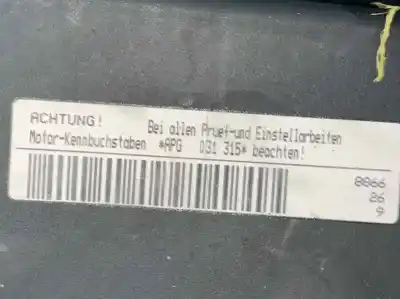 ACHTUNG! Bei allen Pruef-und Einstellarbeiten
Motor-Kennbuchstaben *APG 031 315* beachten!
8066
26
9